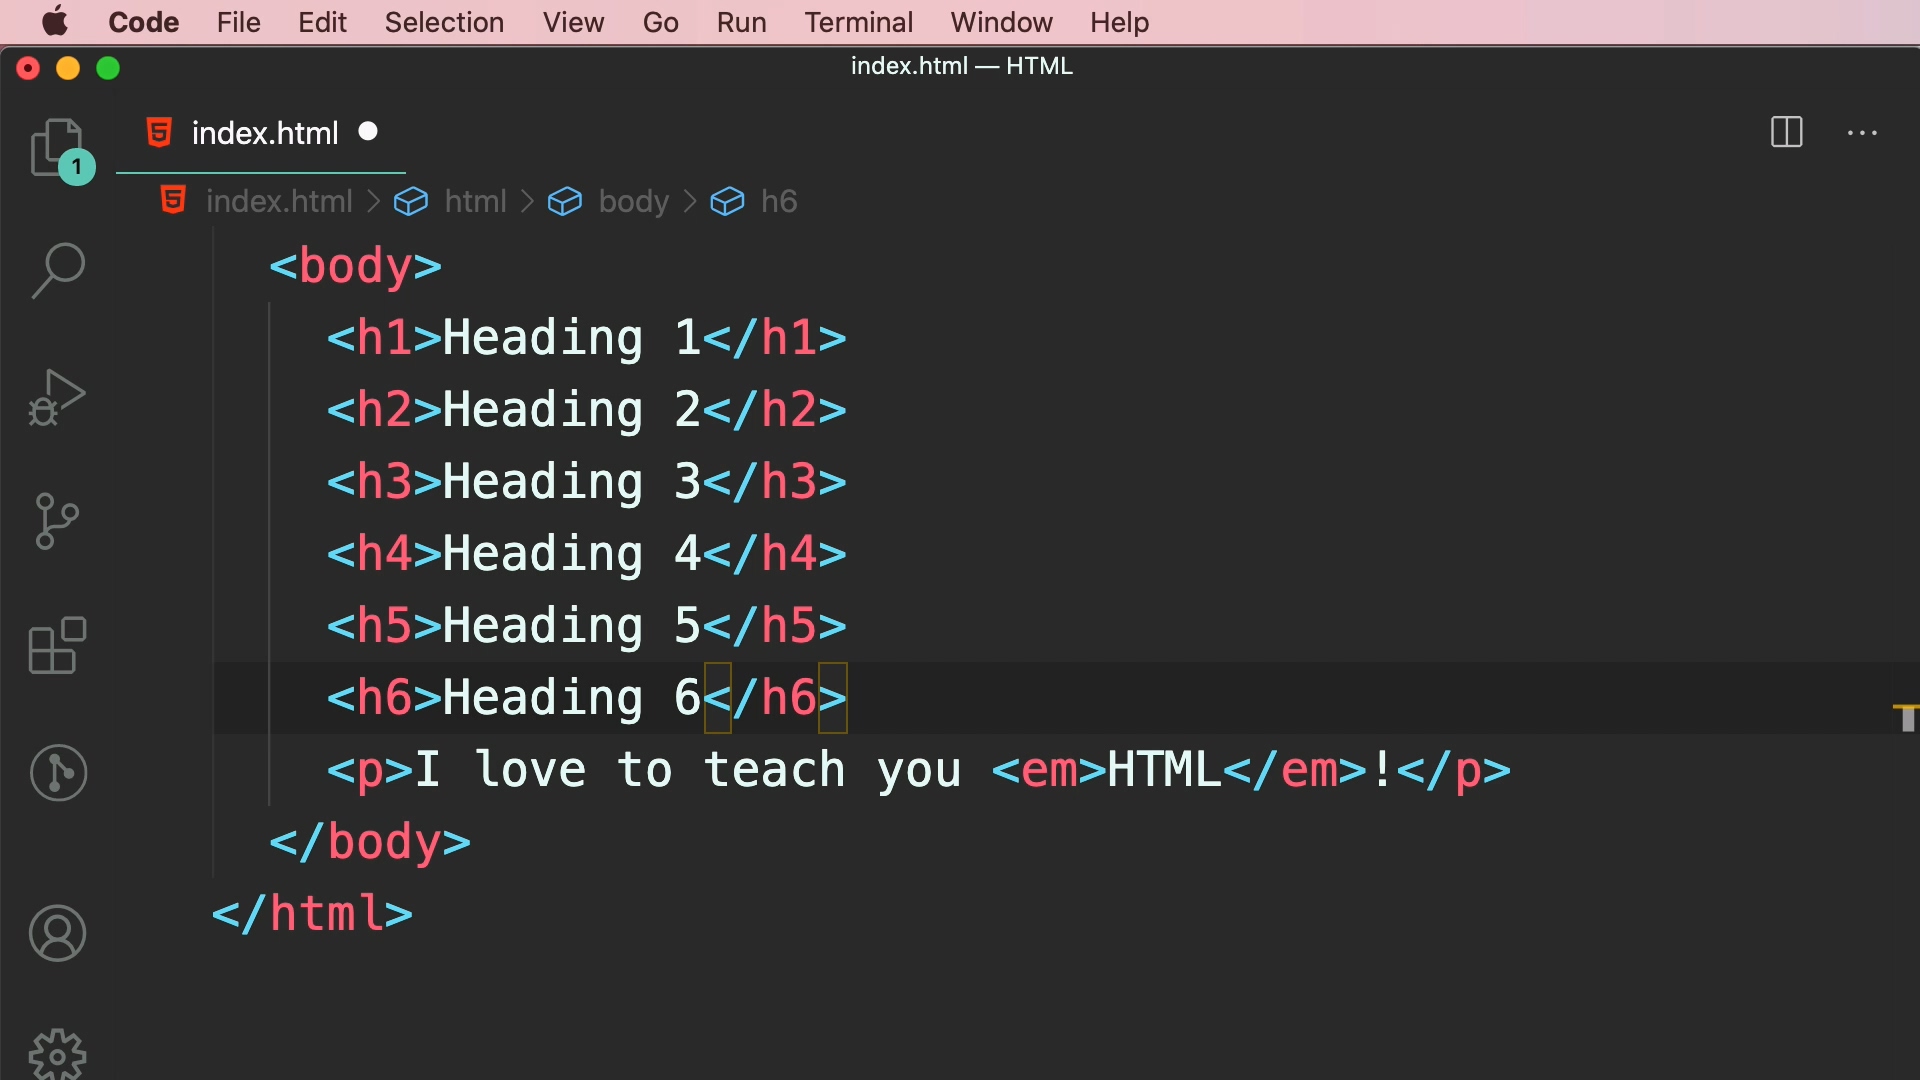 Code File Edit Selection View Go Run Terminal Window Help
index.html — HTML
index.html
1
index.html > html > body > h6
<body>
<h1>Heading 1</h1>
<h2>Heading 2</h2>
<h3>Heading 3</h3>
<h4>Heading 4</h4>
<h5>Heading 5</h5>
<h6>Heading 6</h6>
<p>I love to teach you <em>HTML</em>!</p>
</body>
</html>